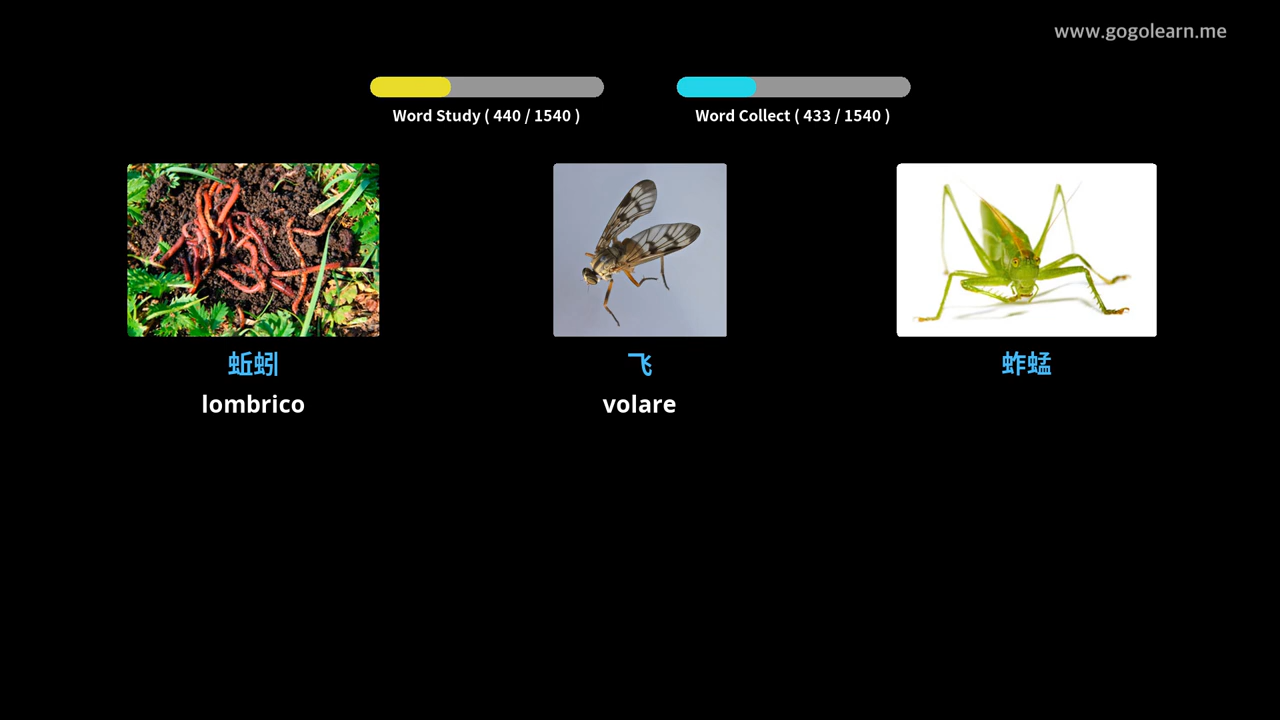 www.gogolearn.me
Word Study ( 440 / 1540 )
Word Collect ( 433 / 1540 )
蚯蚓
飞
蚱蜢
lombrico
volare